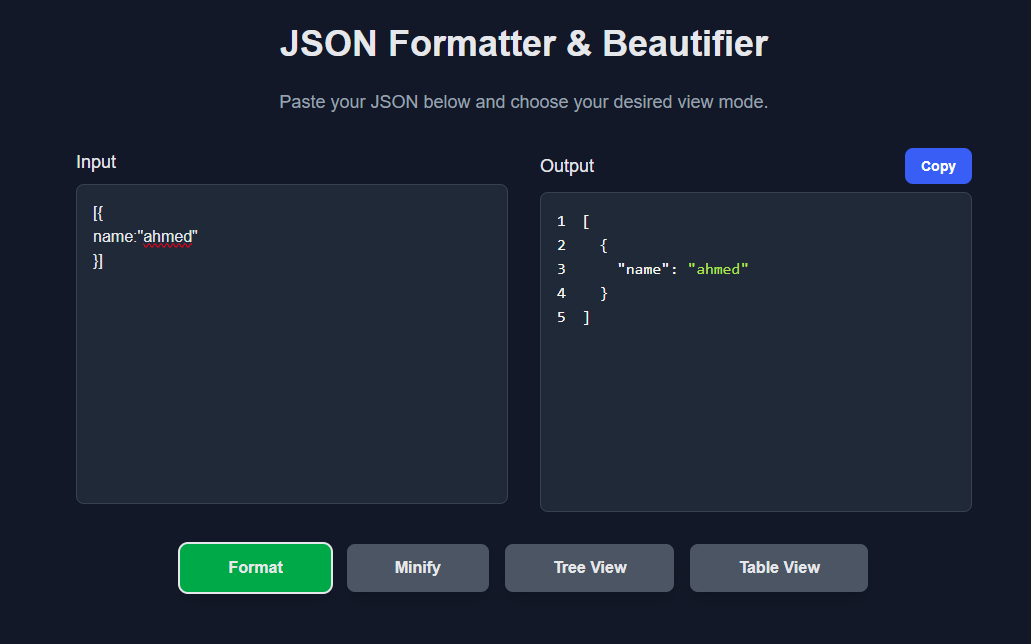 JSON Formatter & Beautifier
Paste your JSON below and choose your desired view mode.
Input
[{
name:"ahmed"
}]
Output
Copy
1 [
2   {
3     "name": "ahmed"
4   }
5 ]
Format
Minify
Tree View
Table View